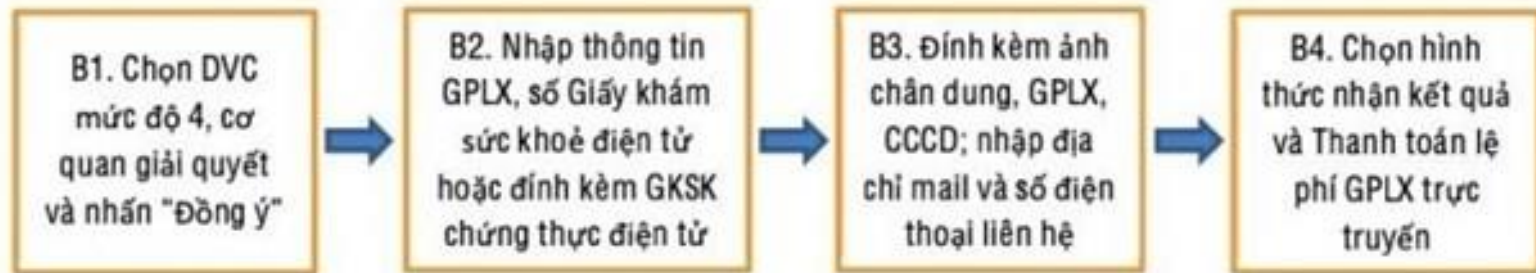 B1. Chọn DVC
mức độ 4, cơ
quan giải quyết
và nhấn "Đồng ý"
B2. Nhập thông tin
GPLX, số Giấy khám
sức khoẻ điện tử
hoặc đính kèm GKSK
chứng thực điện tử
B3. Đính kèm ảnh
chân dung, GPLX,
CCCD; nhập địa
chỉ mail và số điện
thoại liên hệ
B4. Chọn hình
thức nhận kết quả
và Thanh toán lệ
phí GPLX trực
truyến